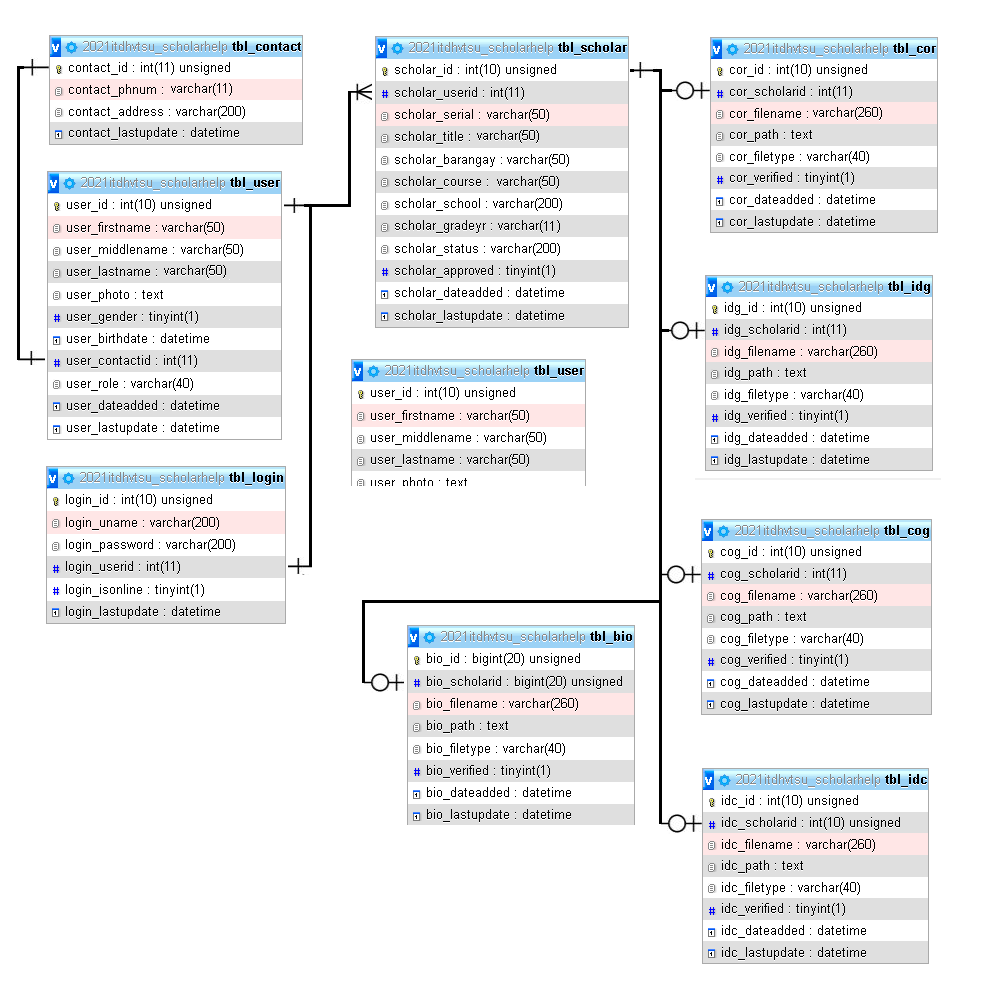 2021itdhvtsu_scholarhelp tbl_contact
contact_id : int(11) unsigned
contact_phnum : varchar(11)
contact_address : varchar(200)
contact_lastupdate : datetime
2021itdhvtsu_scholarhelp tbl_user
user_id : int(10) unsigned
user_firstname : varchar(50)
user_middlename : varchar(50)
user_lastname : varchar(50)
user_photo : text
user_gender : tinyint(1)
user_birthdate : datetime
user_contactid : int(11)
user_role : varchar(40)
user_dateadded : datetime
user_lastupdate : datetime
2021itdhvtsu_scholarhelp tbl_login
login_id : int(10) unsigned
login_uname : varchar(200)
login_password : varchar(200)
login_userid : int(11)
login_isonline : tinyint(1)
login_lastupdate : datetime
2021itdhvtsu_scholarhelp tbl_scholar
scholar_id : int(10) unsigned
scholar_userid : int(11)
scholar_serial : varchar(50)
scholar_title : varchar(50)
scholar_barangay : varchar(50)
scholar_course : varchar(50)
scholar_school : varchar(200)
scholar_gradeyr : varchar(11)
scholar_status : varchar(200)
scholar_approved : tinyint(1)
scholar_dateadded : datetime
scholar_lastupdate : datetime
2021itdhvtsu_scholarhelp tbl_user
user_id : int(10) unsigned
user_firstname : varchar(50)
user_middlename : varchar(50)
user_lastname : varchar(50)
user_photo : text
2021itdhvtsu_scholarhelp tbl_bio
bio_id : bigint(20) unsigned
bio_scholarid : bigint(20) unsigned
bio_filename : varchar(260)
bio_path : text
bio_filetype : varchar(40)
bio_verified : tinyint(1)
bio_dateadded : datetime
bio_lastupdate : datetime
2021itdhvtsu_scholarhelp tbl_cor
cor_id : int(10) unsigned
cor_scholarid : int(11)
cor_filename : varchar(260)
cor_path : text
cor_filetype : varchar(40)
cor_verified : tinyint(1)
cor_dateadded : datetime
cor_lastupdate : datetime
2021itdhvtsu_scholarhelp tbl_idg
idg_id : int(10) unsigned
idg_scholarid : int(11)
idg_filename : varchar(260)
idg_path : text
idg_filetype : varchar(40)
idg_verified : tinyint(1)
idg_dateadded : datetime
idg_lastupdate : datetime
2021itdhvtsu_scholarhelp tbl_cog
cog_id : int(10) unsigned
cog_scholarid : int(11)
cog_filename : varchar(260)
cog_path : text
cog_filetype : varchar(40)
cog_verified : tinyint(1)
cog_dateadded : datetime
cog_lastupdate : datetime
2021itdhvtsu_scholarhelp tbl_idc
idc_id : int(10) unsigned
idc_scholarid : int(10) unsigned
idc_filename : varchar(260)
idc_path : text
idc_filetype : varchar(40)
idc_verified : tinyint(1)
idc_dateadded : datetime
idc_lastupdate : datetime